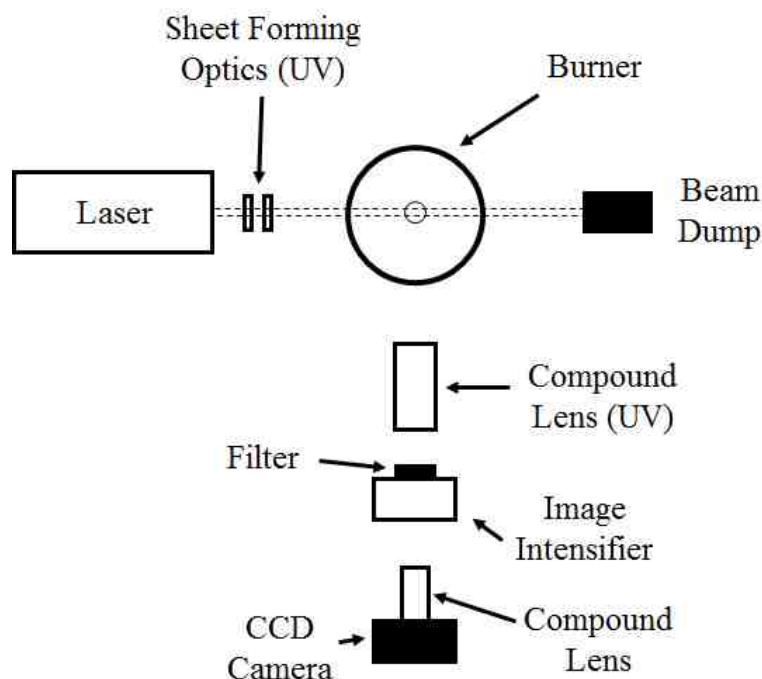 Sheet Forming
Optics (UV)
Burner
Laser
Beam
Dump
Compound
Lens (UV)
Filter
Image
Intensifier
CCD
Camera
Compound
Lens